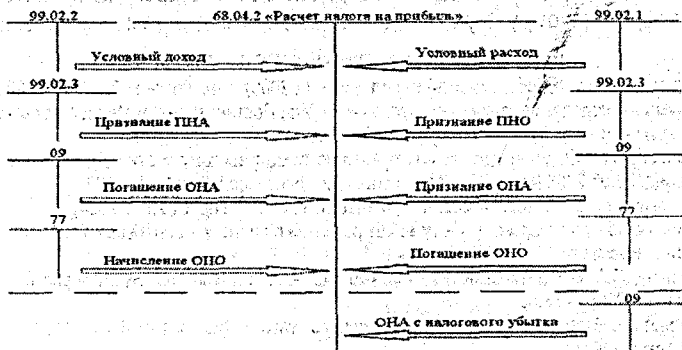 99.02.2 68.04.2 «Расчет налога на прибыль» 99.02.1
Условный доход Условный расход
99.02.3 99.02.3
Признание ПНА Признание ПНО
09 09
Погашение ОНА Признание ОНА
77 77
Начисление ОНО Погашение ОНО
09
ОНА с налогового убытка